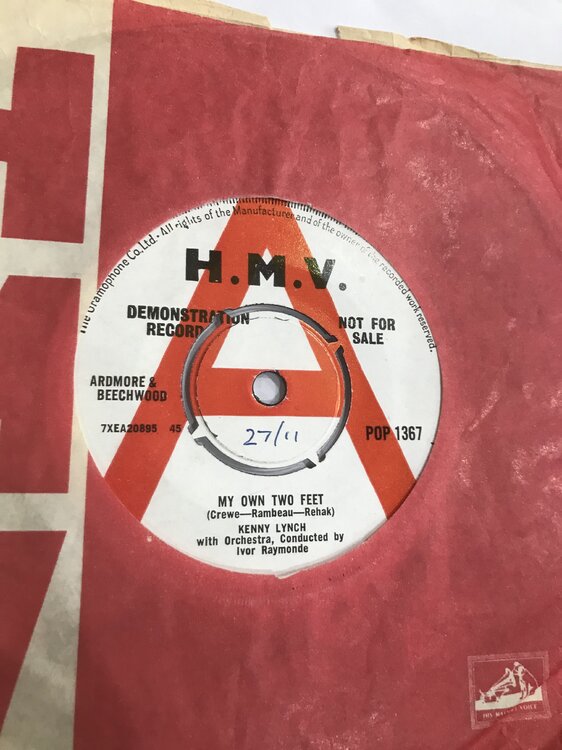 The Gramophone Co. Ltd. · All rights of the Manufacturer and of the owner of the recorded work reserved.
H.M.V.
DEMONSTRATION
RECORD
NOT FOR
SALE
ARDMORE &
BEECHWOOD
7XEA20895 45
POP 1367
27/11
MY OWN TWO FEET
(Crewe—Rambeau—Rehak)
KENNY LYNCH
with Orchestra, Conducted by
Ivor Raymonde
HIS MASTER'S VOICE